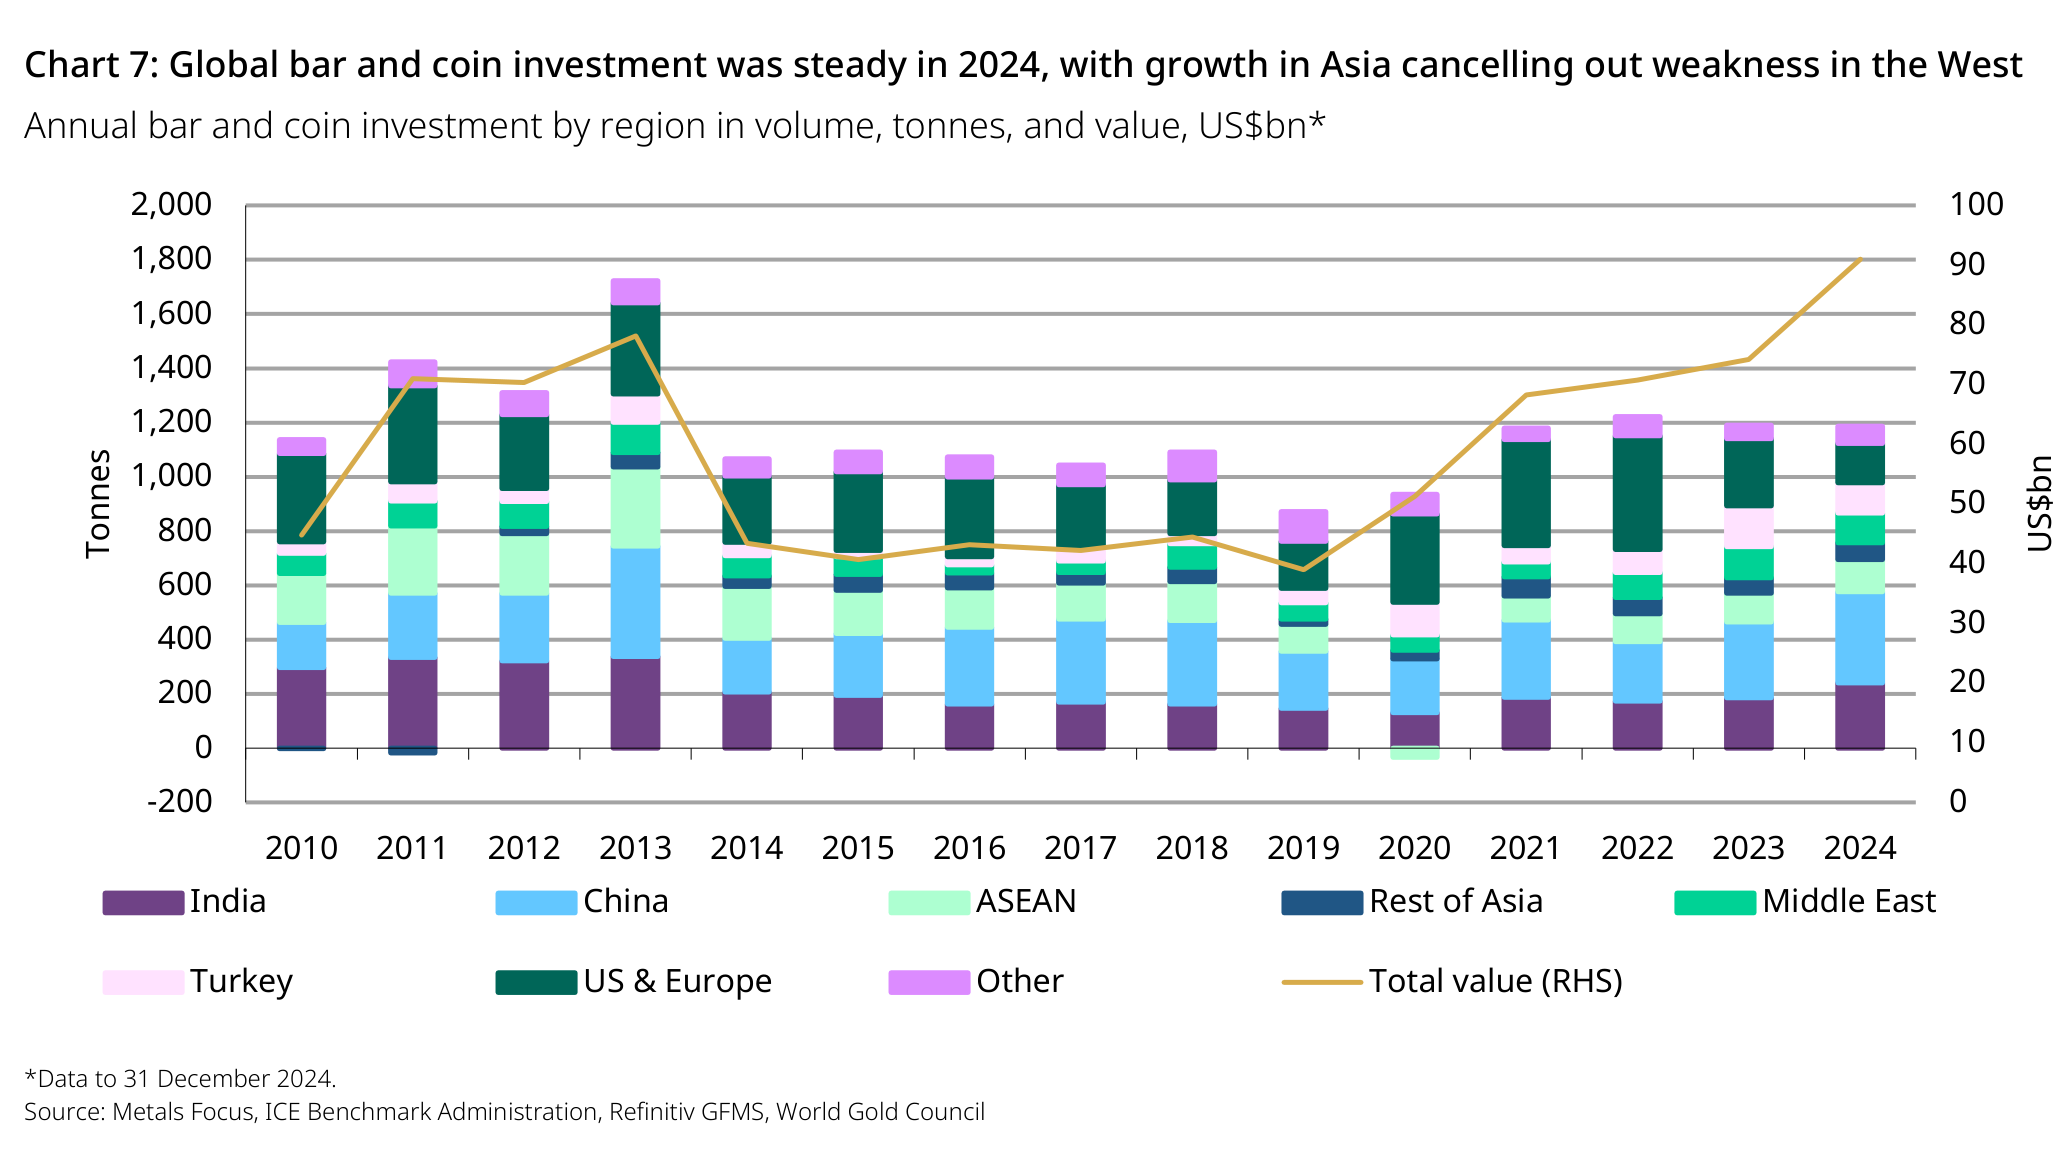 Chart 7: Global bar and coin investment was steady in 2024, with growth in Asia cancelling out weakness in the West
Annual bar and coin investment by region in volume, tonnes, and value, US$bn*
2,000
1,800
1,600
1,400
1,200
1,000
800
600
400
200
0
-200
Tonnes
100
90
80
70
60
50
40
30
20
10
0
US$bn
2010 2011 2012 2013 2014 2015 2016 2017 2018 2019 2020 2021 2022 2023 2024
India China ASEAN Rest of Asia Middle East
Turkey US & Europe Other Total value (RHS)
*Data to 31 December 2024.
Source: Metals Focus, ICE Benchmark Administration, Refinitiv GFMS, World Gold Council